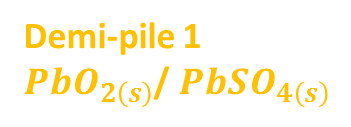 Demi-pile 1
PbO₂₍ₛ₎/ PbSO₄₍ₛ₎